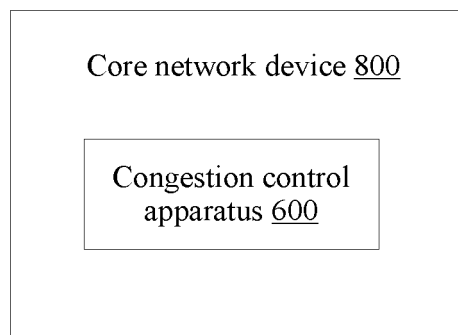 Core network device 800
Congestion control
apparatus 600